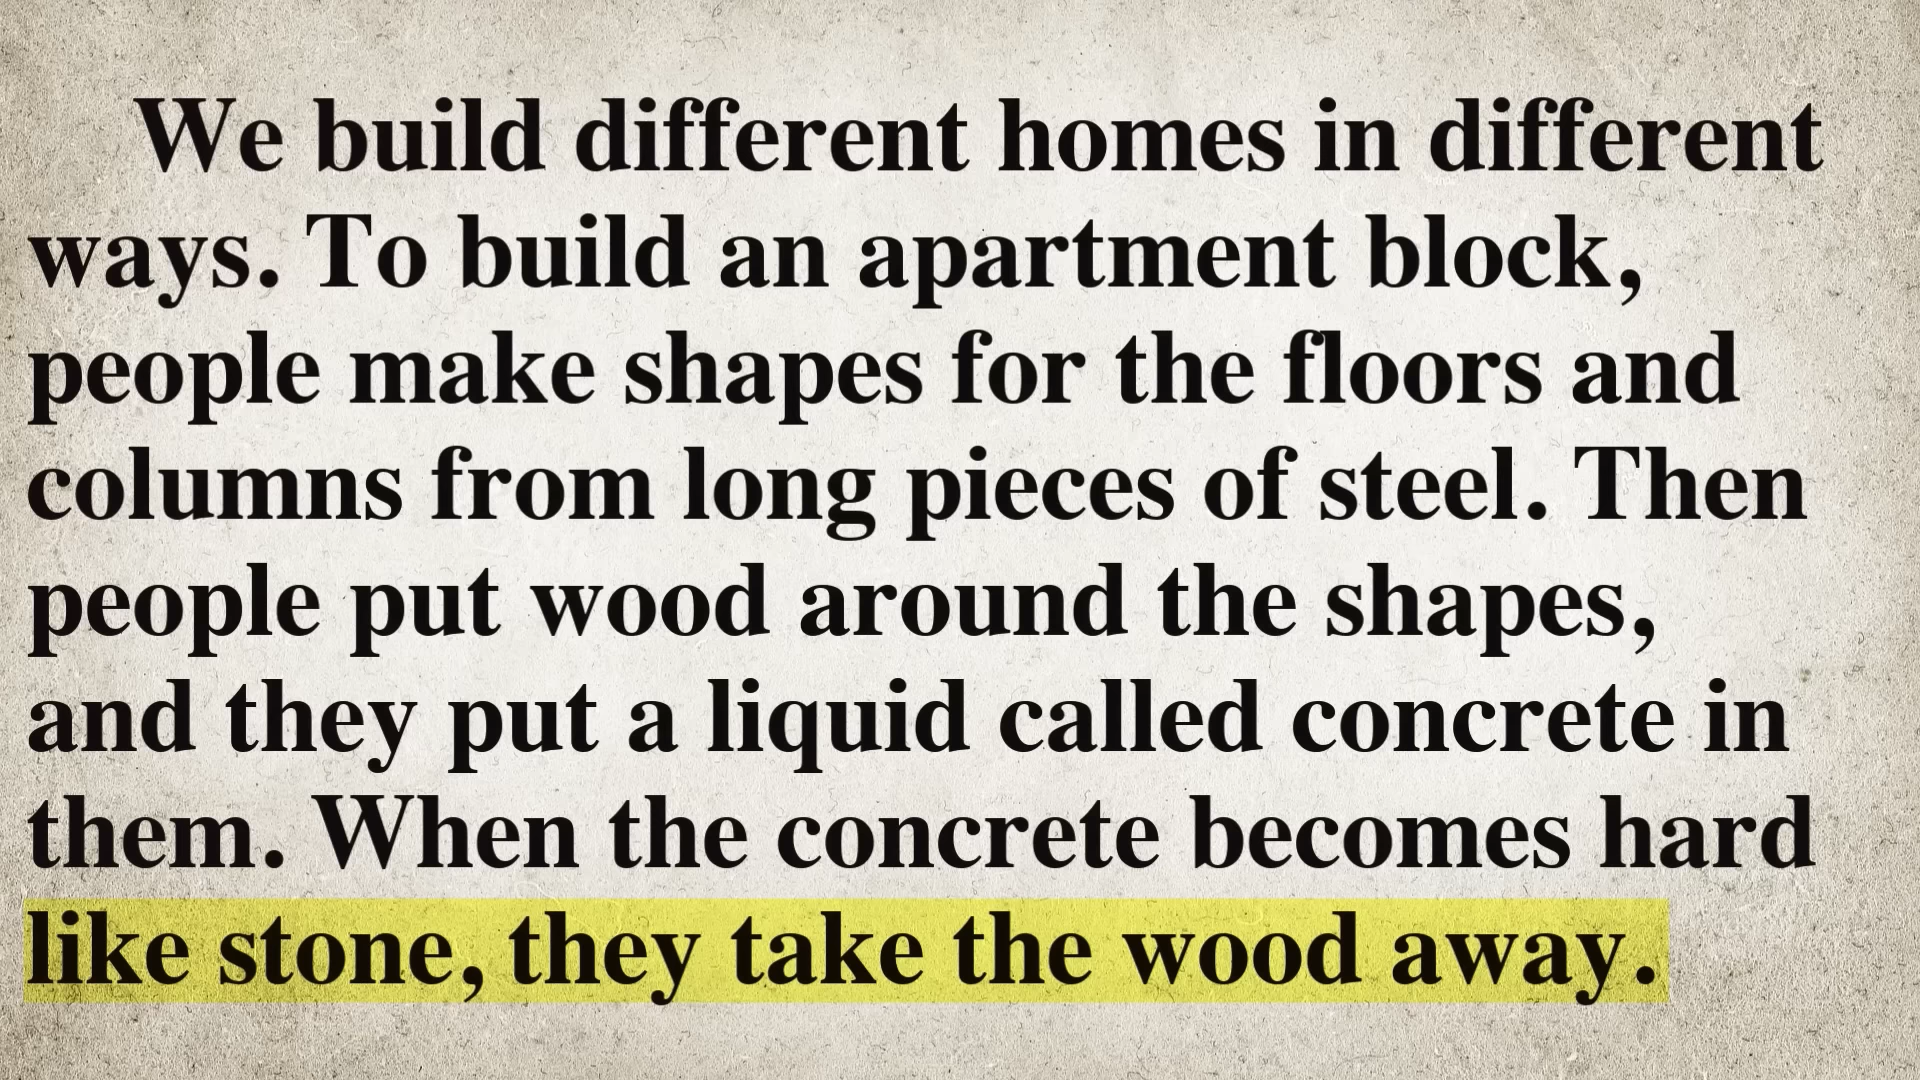 We build different homes in different
ways. To build an apartment block,
people make shapes for the floors and
columns from long pieces of steel. Then
people put wood around the shapes,
and they put a liquid called concrete in
them. When the concrete becomes hard
like stone, they take the wood away.